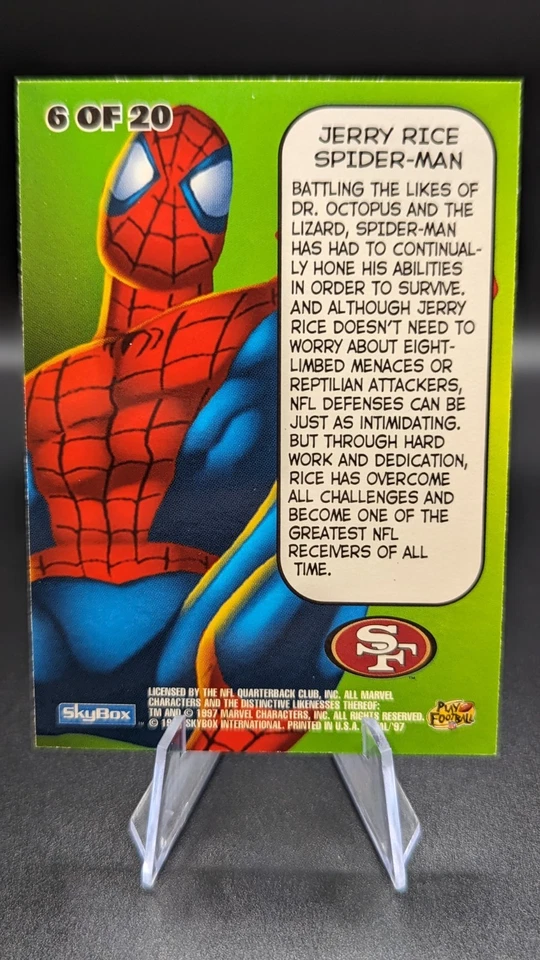 6 OF 20
JERRY RICE
SPIDER-MAN
BATTLING THE LIKES OF
DR. OCTOPUS AND THE
LIZARD, SPIDER-MAN
HAS HAD TO CONTINUAL-
LY HONE HIS ABILITIES
IN ORDER TO SURVIVE.
AND ALTHOUGH JERRY
RICE DOESN'T NEED TO
WORRY ABOUT EIGHT-
LIMBED MENACES OR
REPTILIAN ATTACKERS,
NFL DEFENSES CAN BE
JUST AS INTIMIDATING.
BUT THROUGH HARD
WORK AND DEDICATION,
RICE HAS OVERCOME
ALL CHALLENGES AND
BECOME ONE OF THE
GREATEST NFL
RECEIVERS OF ALL
TIME.
SF
TM
LICENSED BY THE NFL QUARTERBACK CLUB, INC. ALL MARVEL
CHARACTERS AND THE DISTINCTIVE LIKENESSES THEREOF:
TM AND © 1997 MARVEL CHARACTERS, INC. ALL RIGHTS RESERVED.
© SKYBOX INTERNATIONAL. PRINTED IN U.S.A. '97
SkyBox
TM
PLAY
FOOTBALL